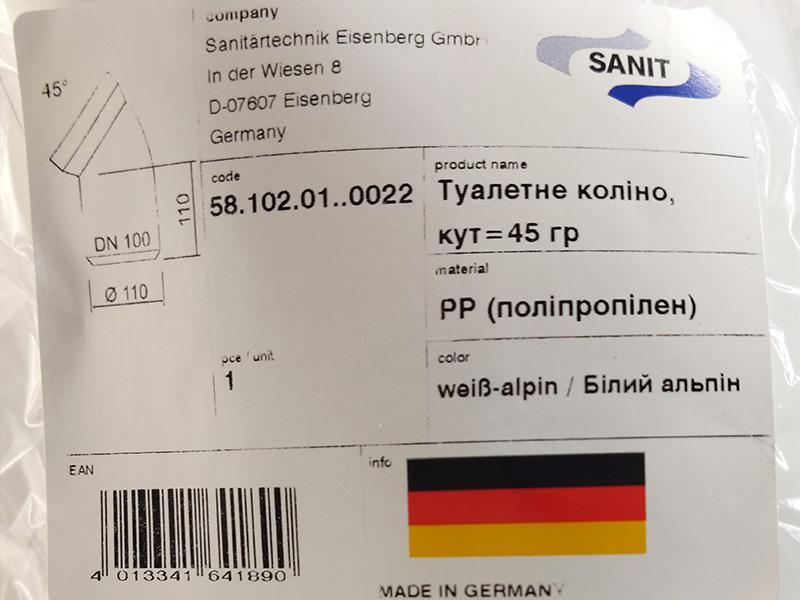 company
Sanitärtechnik Eisenberg GmbH
In der Wiesen 8
D-07607 Eisenberg
Germany
SANIT
45°
110
DN 100
Ø 110
code
58.102.01..0022
product name
Туалетне коліно,
кут=45 гр
material
PP (поліпропілен)
pce / unit
1
color
weiß-alpin / Білий альпін
EAN
4 013341 641890
info
MADE IN GERMANY